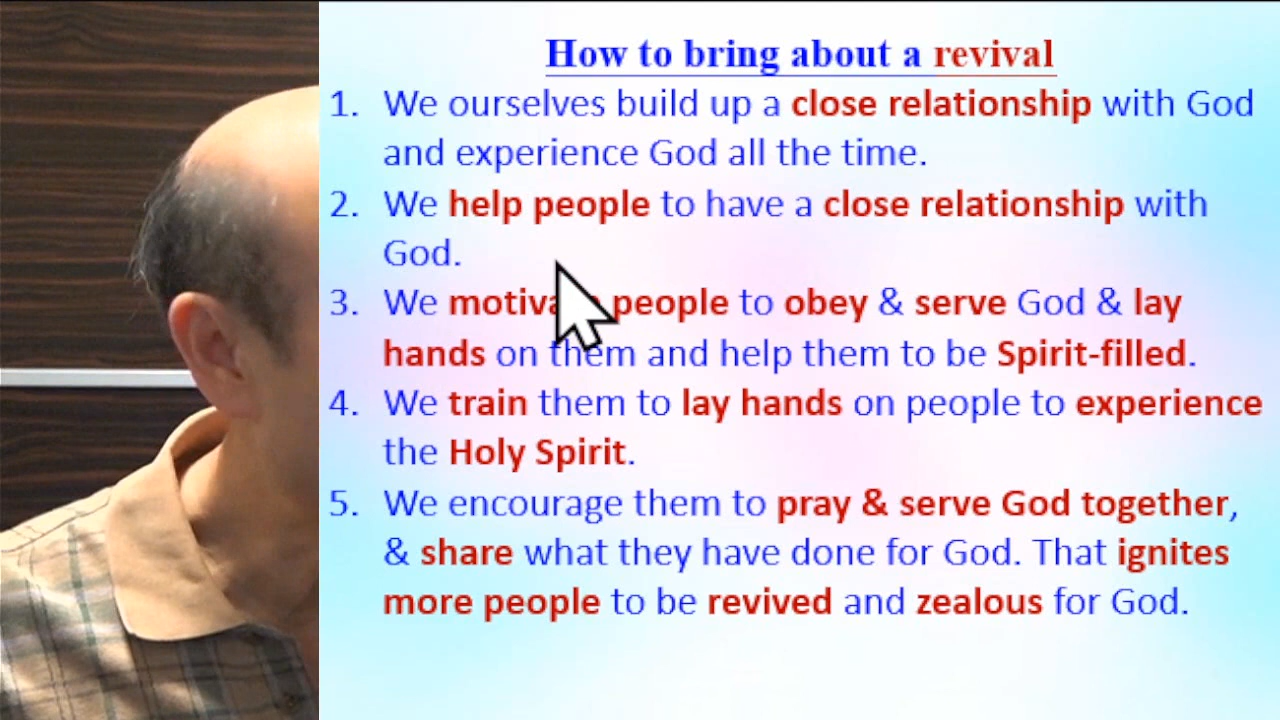 How to bring about a revival
1. We ourselves build up a close relationship with God
and experience God all the time.
2. We help people to have a close relationship with
God.
3. We people to obey & serve God & lay
hands on them and help them to be Spirit-filled.
4. We train them to lay hands on people to experience
the Holy Spirit.
5. We encourage them to pray & serve God together,
& share what they have done for God. That ignites
more people to be revived and zealous for God.